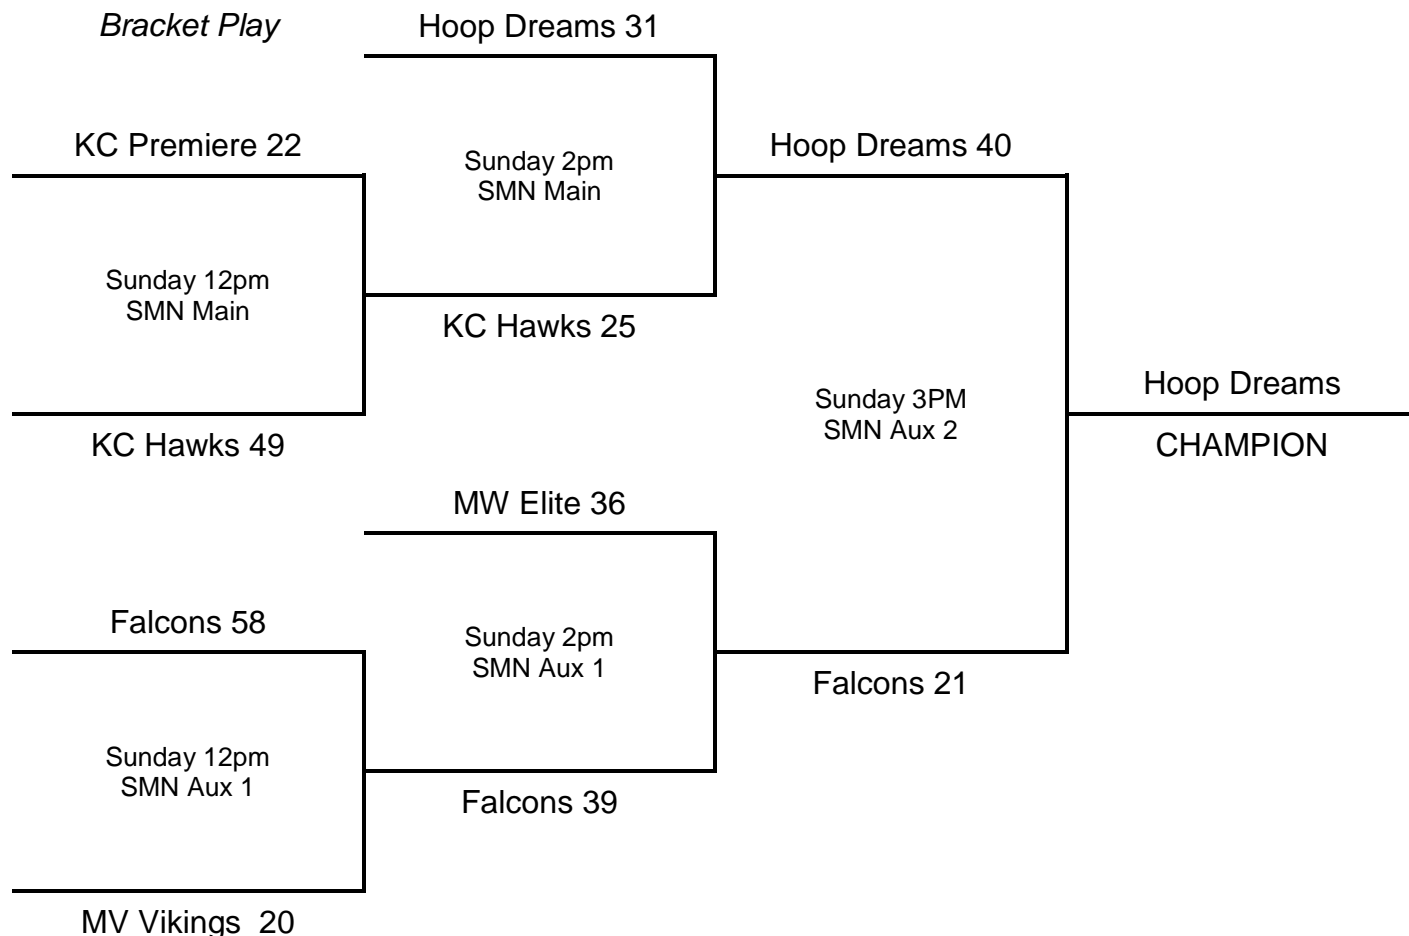 Bracket Play
Hoop Dreams 31
KC Premiere 22
Sunday 2pm
SMN Main
Hoop Dreams 40
Sunday 12pm
SMN Main
KC Hawks 25
Hoop Dreams
Sunday 3PM
SMN Aux 2
KC Hawks 49
CHAMPION
MW Elite 36
Falcons 58
Sunday 2pm
SMN Aux 1
Falcons 21
Sunday 12pm
SMN Aux 1
Falcons 39
MV Vikings  20